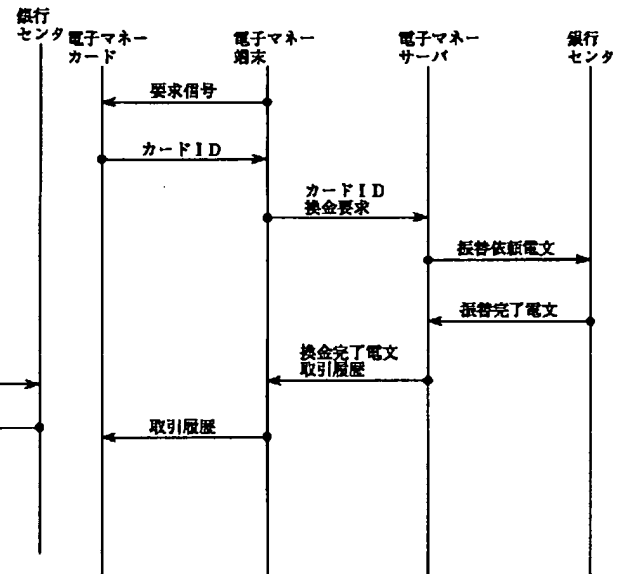 銀行
センタ
電子マネー
カード
電子マネー
端末
電子マネー
サーバ
銀行
センタ
要求信号
カードID
カードID
換金要求
振替依頼電文
振替完了電文
換金完了電文
取引履歴
取引履歴